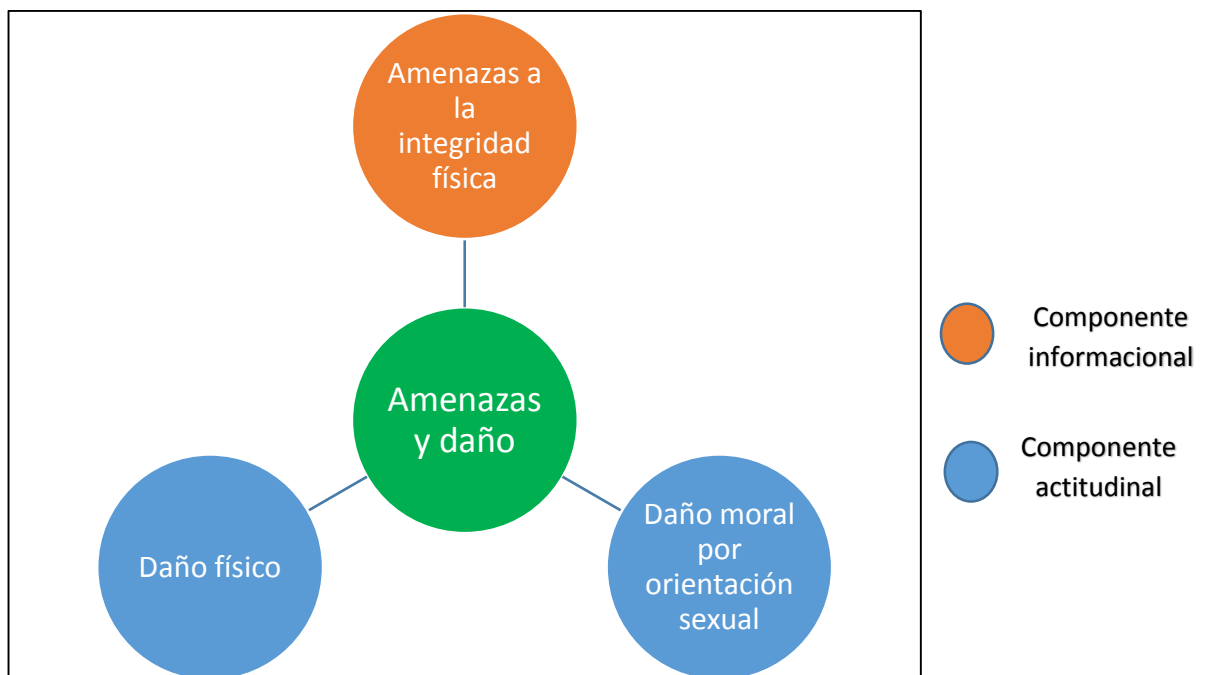 Amenazas a
la
integridad
física
Amenazas
y daño
Daño físico
Daño moral
por
orientación
sexual
Componente
informacional
Componente
actitudinal